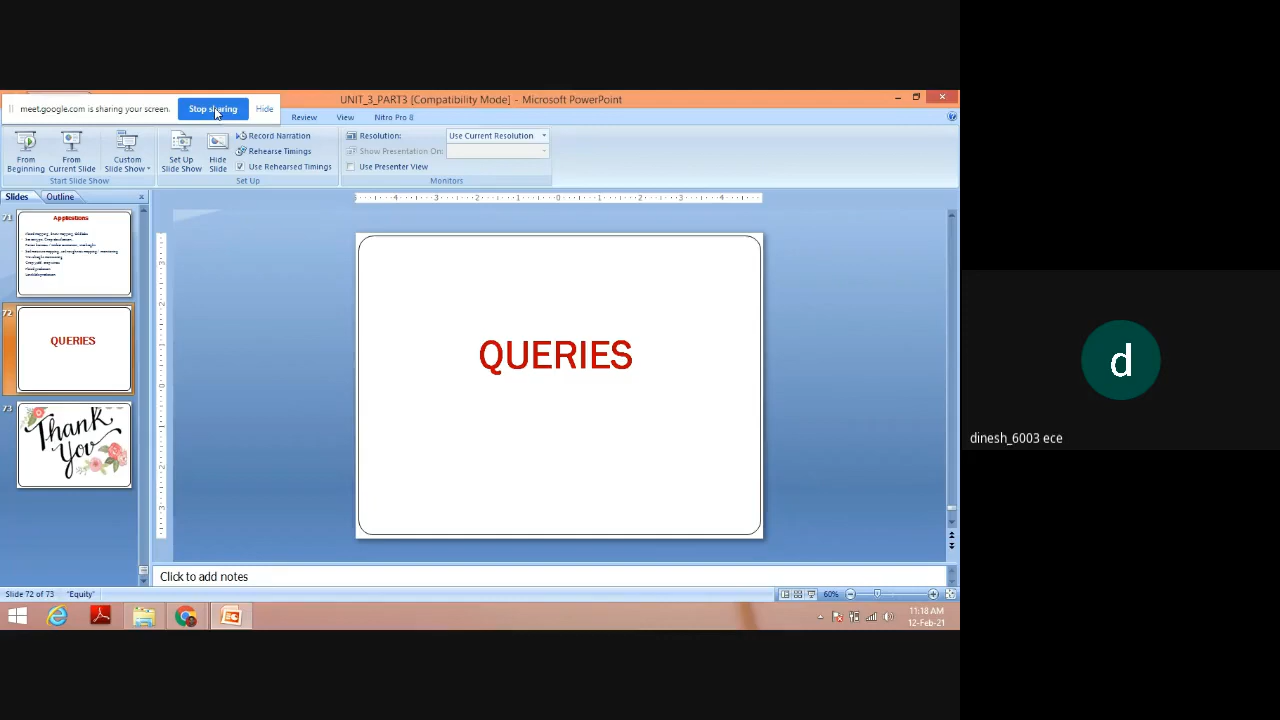 UNIT_3_PART3 [Compatibility Mode] - Microsoft PowerPoint
meet.google.com is sharing your screen.
Stop sharing
Hide
Review
View
Nitro Pro 8
From Beginning
From Current Slide
Custom Slide Show
Start Slide Show
Set Up Slide Show
Hide Slide
Record Narration
Rehearse Timings
Use Rehearsed Timings
Set Up
Resolution:
Use Current Resolution
Show Presentation On:
Use Presenter View
Monitors
Slides
Outline
71
Applications
72
QUERIES
73
Thank You
QUERIES
Click to add notes
Slide 72 of 73
"Equity"
60%
11:18 AM
12-Feb-21
d
dinesh_6003 ece